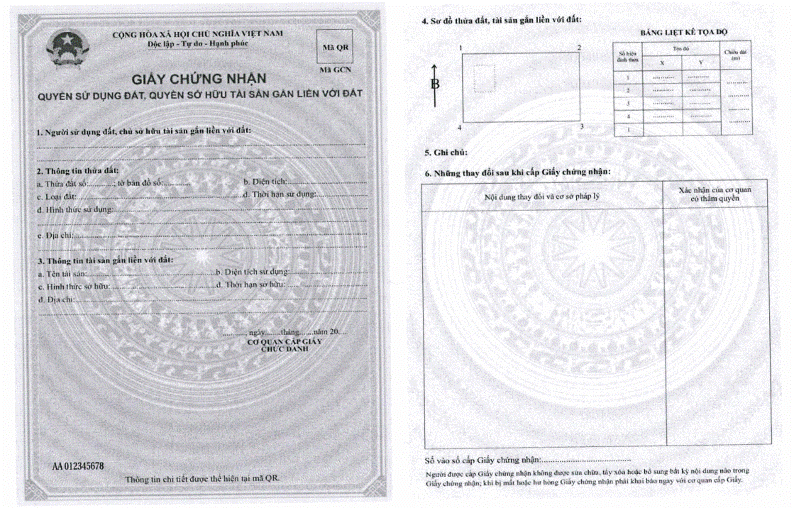 CỘNG HÒA XÃ HỘI CHỦ NGHĨA VIỆT NAM
Độc lập - Tự do - Hạnh phúc
Mã QR
Mã GCN
GIẤY CHỨNG NHẬN
QUYỀN SỬ DỤNG ĐẤT, QUYỀN SỞ HỮU TÀI SẢN GẮN LIỀN VỚI ĐẤT
1. Người sử dụng đất, chủ sở hữu tài sản gắn liền với đất:
2. Thông tin thửa đất:
a. Thửa đất số:............; tờ bản đồ số:............ b. Diện tích:............
c. Loại đất:............ d. Thời hạn sử dụng:............
đ. Hình thức sử dụng:............
e. Địa chỉ:............
3. Thông tin tài sản gắn liền với đất:
a. Tên tài sản:............ b. Diện tích sử dụng:............
c. Hình thức sở hữu:............ d. Thời hạn sở hữu:............
đ. Địa chỉ:............
............, ngày.......tháng.......năm 20....
CƠ QUAN CẤP GIẤY
CHỨC DANH
AA 012345678
Thông tin chi tiết được thể hiện tại mã QR.
4. Sơ đồ thửa đất, tài sản gắn liền với đất:
B
1 2
4 3
BẢNG LIỆT KÊ TỌA ĐỘ
Số hiệu đỉnh thửa Tọa độ Chiều dài (m)
X Y
1 ............ ............
2 ............ ............
3 ............ ............
4 ............ ............
1
5. Ghi chú:
6. Những thay đổi sau khi cấp Giấy chứng nhận:
Nội dung thay đổi và cơ sở pháp lý
Xác nhận của cơ quan
có thẩm quyền
Số vào sổ cấp Giấy chứng nhận:............
Người được cấp Giấy chứng nhận không được sửa chữa, tẩy xóa hoặc bổ sung bất kỳ nội dung nào trong
Giấy chứng nhận; khi bị mất hoặc hư hỏng Giấy chứng nhận phải khai báo ngay với cơ quan cấp Giấy.